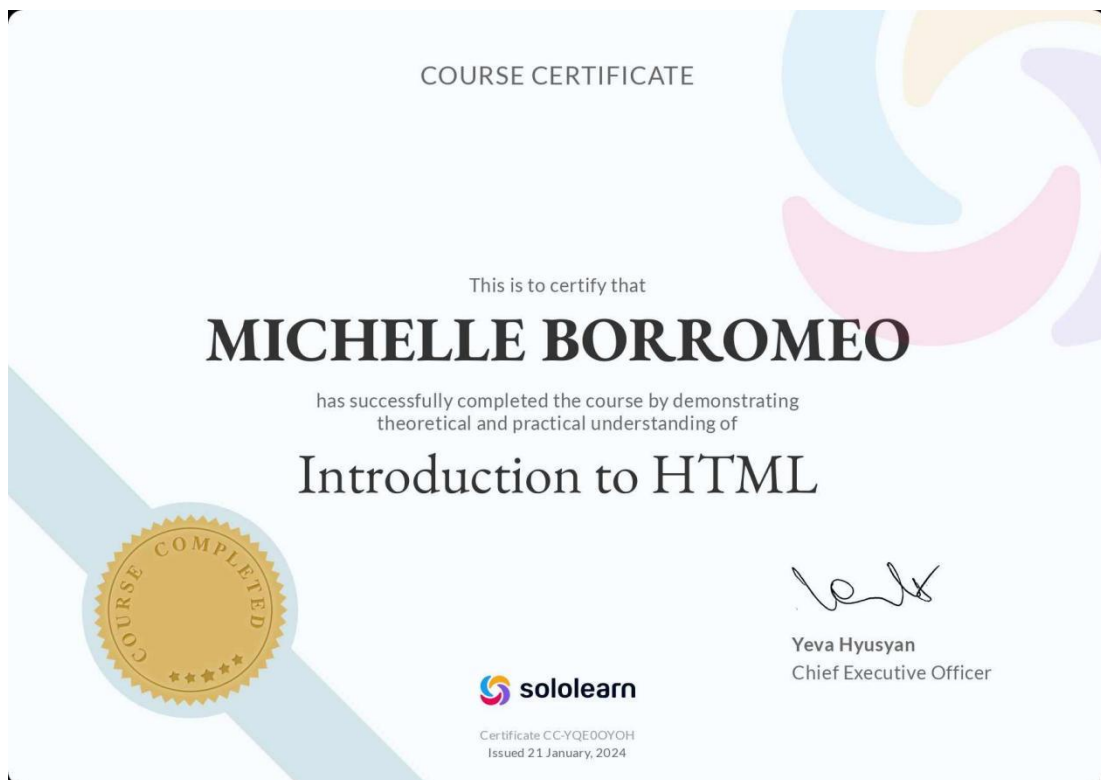 COURSE CERTIFICATE
This is to certify that
MICHELLE BORROMEO
has successfully completed the course by demonstrating
theoretical and practical understanding of
Introduction to HTML
COURSE COMPLETED
Yeva Hyusyan
Chief Executive Officer
sololearn
Certificate CC-YQE0OYOH
Issued 21 January, 2024